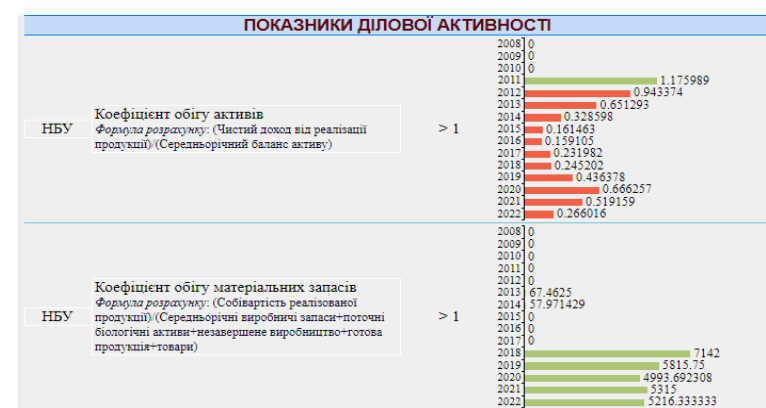 ПОКАЗНИКИ ДІЛОВОЇ АКТИВНОСТІ
НБУ
Коефіцієнт обігу активів
Формула розрахунку: (Чистий доход від реалізації
продукції)/(Середньорічний баланс активу)
> 1
2008 0
2009 0
2010 0
2011 1.175989
2012 0.943374
2013 0.651293
2014 0.328598
2015 0.161463
2016 0.159105
2017 0.231982
2018 0.245202
2019 0.436378
2020 0.666257
2021 0.519159
2022 0.266016
НБУ
Коефіцієнт обігу матеріальних запасів
Формула розрахунку: (Собівартість реалізованої
продукції)/(Середньорічні виробничі запаси+поточні
біологічні активи+незавершене виробництво+готова
продукція+товари)
> 1
2008 0
2009 0
2010 0
2011 0
2012 0
2013 67.4625
2014 57.971429
2015 0
2016 0
2017 0
2018 7142
2019 5815.75
2020 4993.692308
2021 5315
2022 5216.333333